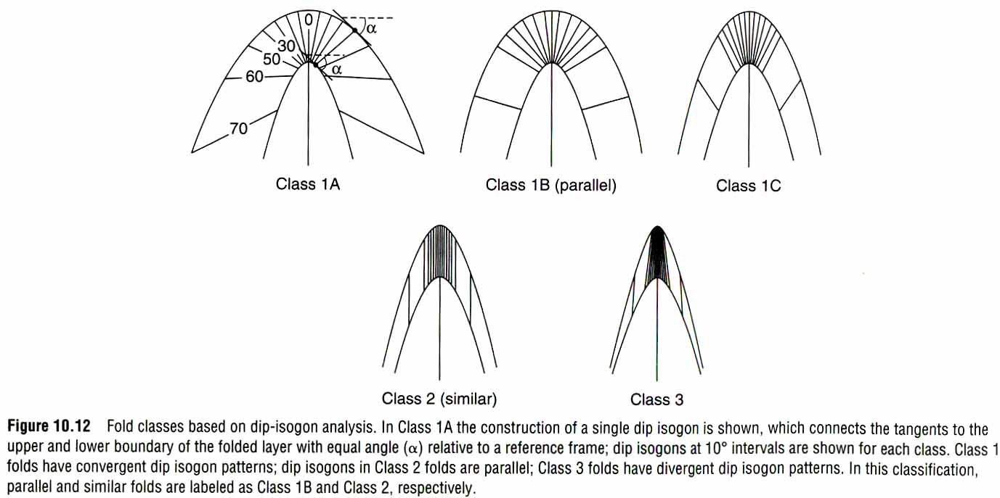 0
α
30
50
α
60
70
Class 1A
Class 1B (parallel)
Class 1C
Class 2 (similar)
Class 3
Figure 10.12 Fold classes based on dip-isogon analysis. In Class 1A the construction of a single dip isogon is shown, which connects the tangents to the
upper and lower boundary of the folded layer with equal angle (α) relative to a reference frame; dip isogons at 10° intervals are shown for each class. Class 1
folds have convergent dip isogon patterns; dip isogons in Class 2 folds are parallel; Class 3 folds have divergent dip isogon patterns. In this classification,
parallel and similar folds are labeled as Class 1B and Class 2, respectively.